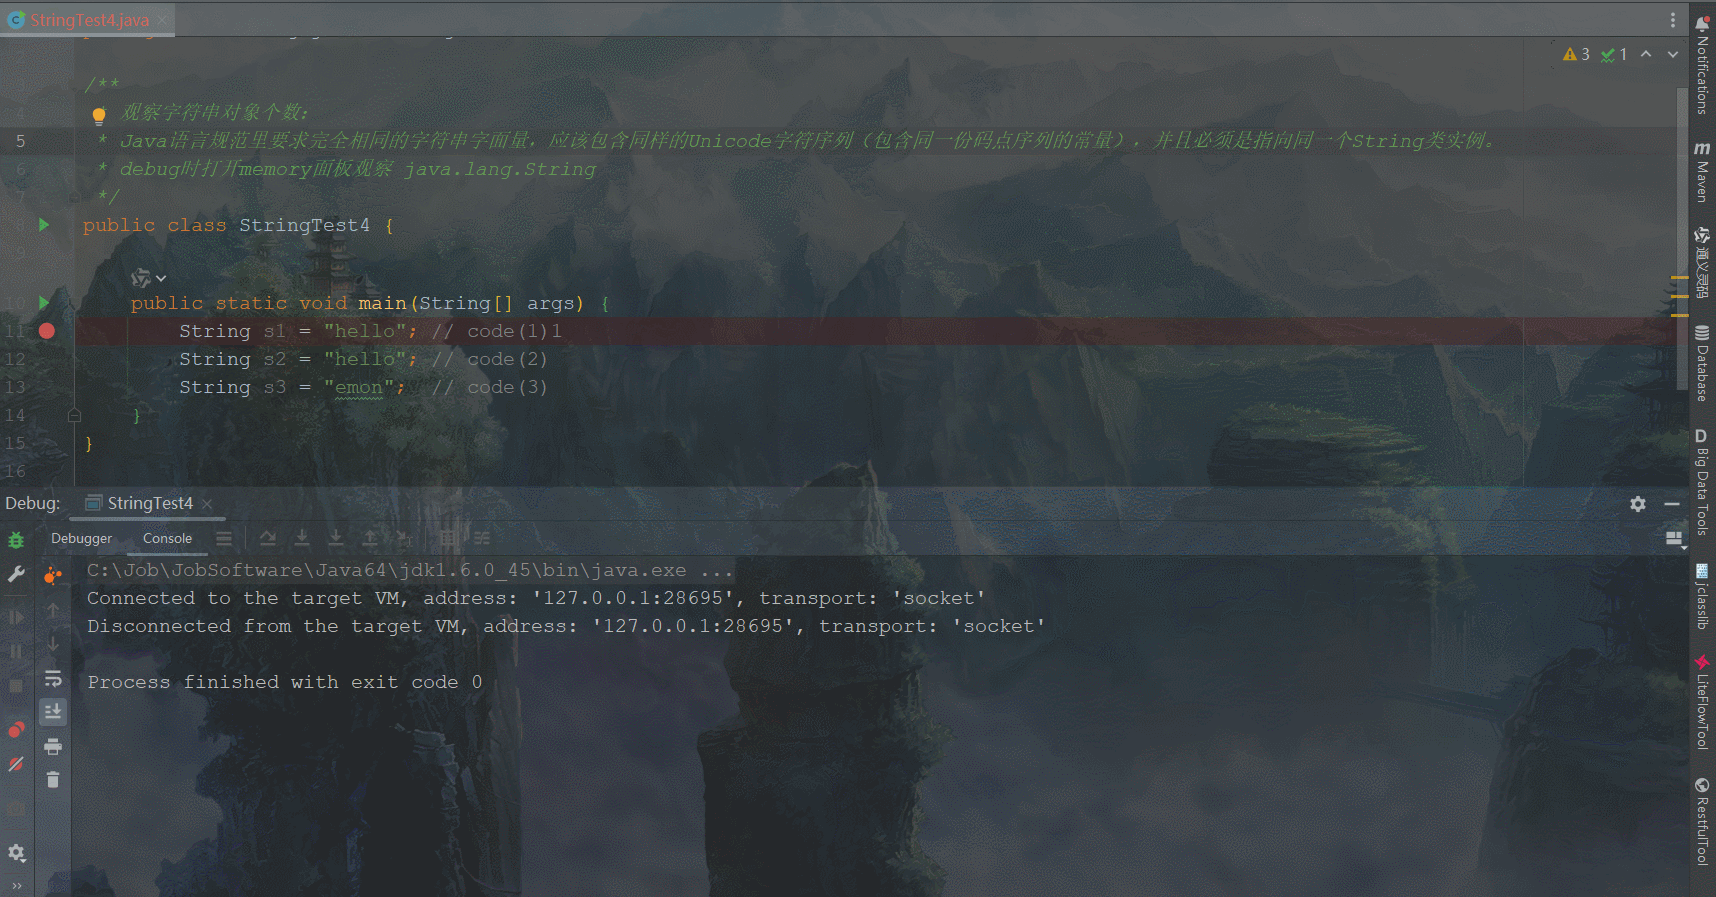 StringTest4.java
3 1
2
3 /**
4 * 观察字符串对象个数:
5 * Java语言规范里要求完全相同的字符串字面量，应该包含同样的Unicode字符序列（包含同一份码点序列的常量），并且必须是指向同一个String类实例。
6 * debug时打开memory面板观察 java.lang.String
7 */
8 public class StringTest4 {
9
10 public static void main(String[] args) {
11 String s1 = "hello"; // code(1)1
12 String s2 = "hello"; // code(2)
13 String s3 = "emon"; // code(3)
14 }
15 }
16
Debug: StringTest4
Debugger Console
C:\Job\JobSoftware\Java64\jdk1.6.0_45\bin\java.exe ...
Connected to the target VM, address: '127.0.0.1:28695', transport: 'socket'
Disconnected from the target VM, address: '127.0.0.1:28695', transport: 'socket'
Process finished with exit code 0
Notifications
m Maven
通义灵码
Database
D Big Data Tools
jclasslib
LiteFlowTool
RestfulTool